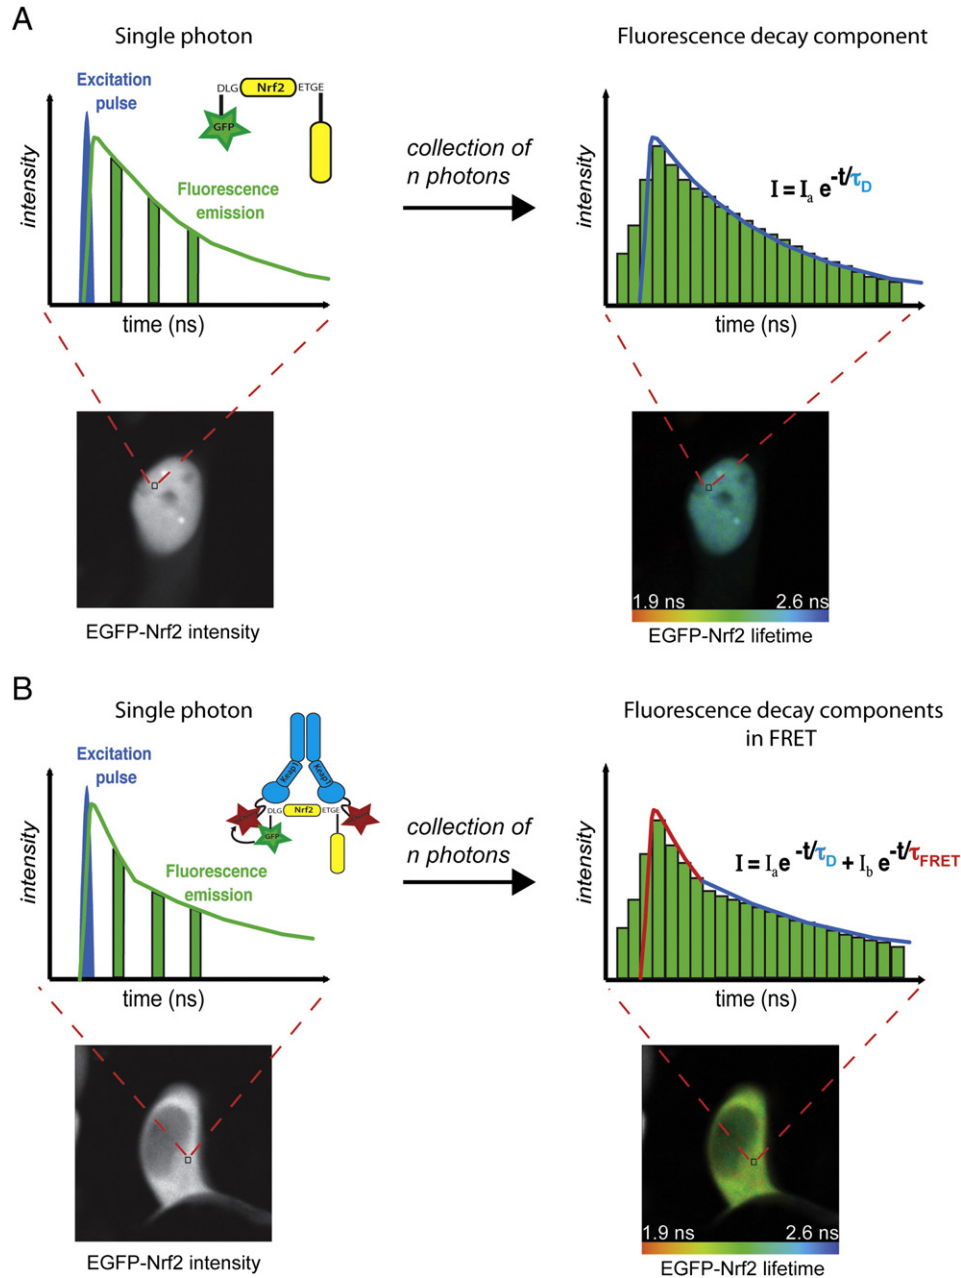 A
Single photon
Fluorescence decay component
Excitation
pulse
DLG
Nrf2
ETGE
GFP
intensity
Fluorescence
emission
time (ns)
collection of
n photons
intensity
I = Ia e-t/τD
time (ns)
EGFP-Nrf2 intensity
1.9 ns
2.6 ns
EGFP-Nrf2 lifetime
B
Single photon
Fluorescence decay components
in FRET
Excitation
pulse
Keap1
Keap1
DLG
Nrf2
ETGE
GFP
intensity
Fluorescence
emission
time (ns)
collection of
n photons
intensity
I = Iae-t/τD + Ib e-t/τFRET
time (ns)
EGFP-Nrf2 intensity
1.9 ns
2.6 ns
EGFP-Nrf2 lifetime